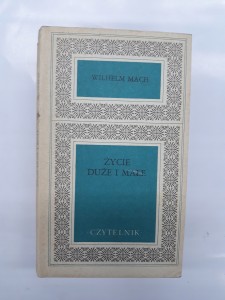 WILHELM MACH
ŻYCIE
DUŻE I MAŁE
CZYTELNIK